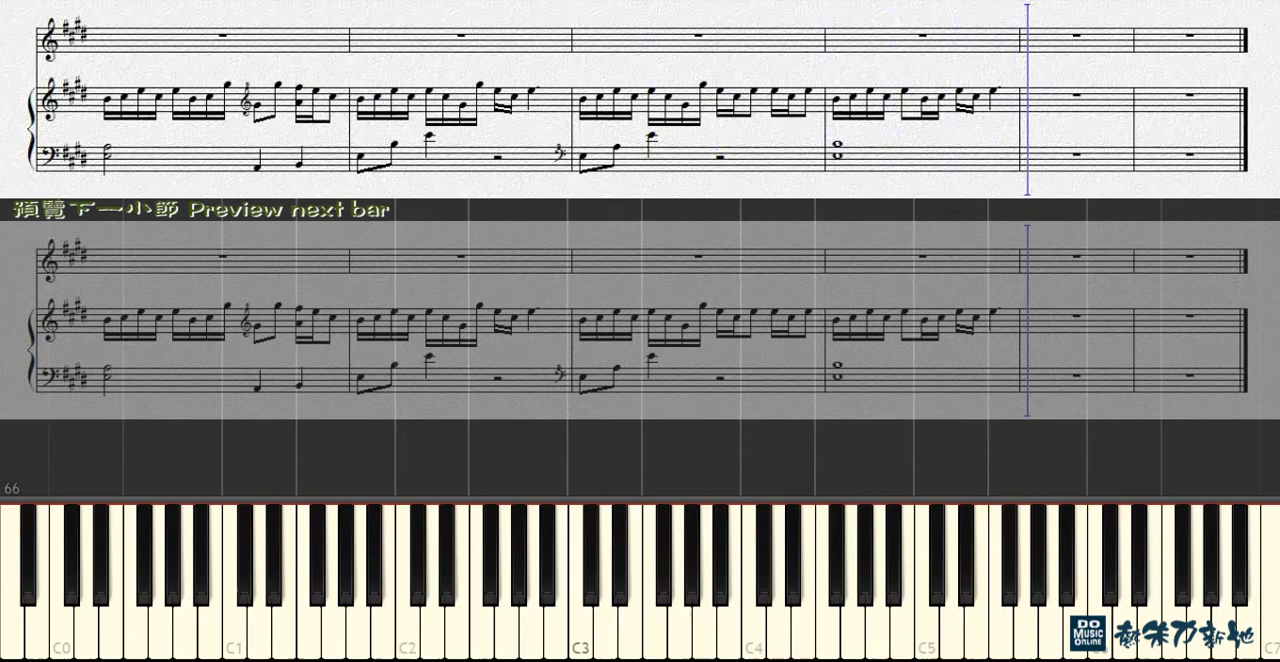 預覽下一小節 Preview next bar
66
C0 C1 C2 C3 C4 C5 C7
DO
MUSIC
ONLINE